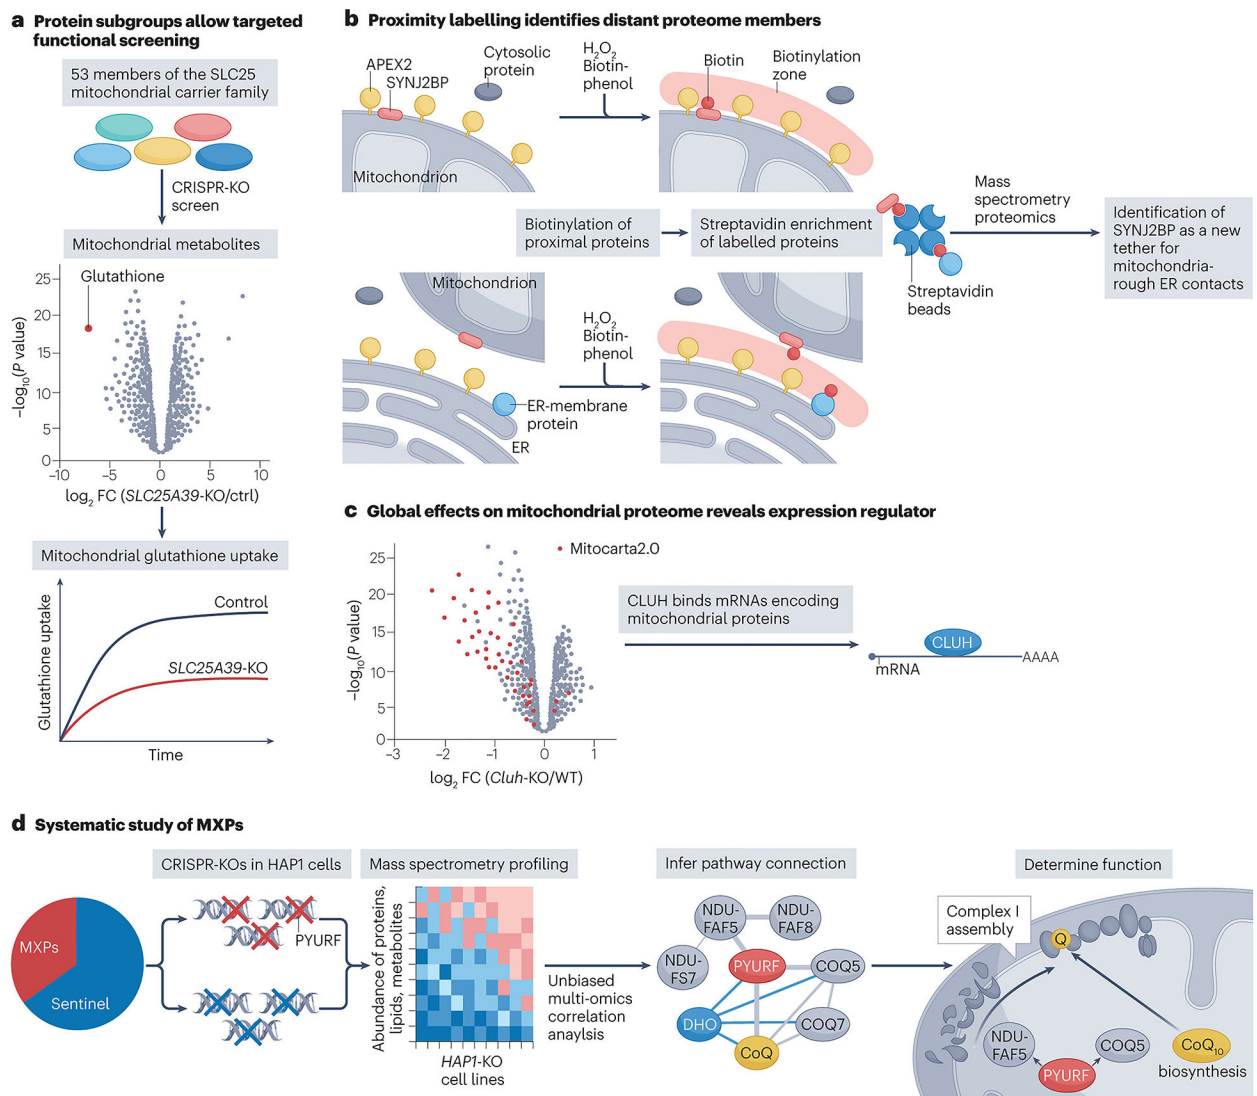 a Protein subgroups allow targeted
functional screening
53 members of the SLC25
mitochondrial carrier family
CRISPR-KO
screen
Mitochondrial metabolites
Glutathione
25
20
15
10
5
0
–log10(P value)
–10
–5
0
5
10
log2 FC (SLC25A39-KO/ctrl)
Mitochondrial glutathione uptake
Control
SLC25A39-KO
Glutathione uptake
Time
b Proximity labelling identifies distant proteome members
APEX2
SYNJ2BP
Cytosolic
protein
H2O2
Biotin-
phenol
Biotin
Biotinylation
zone
Mitochondrion
Biotinylation of
proximal proteins
Streptavidin enrichment
of labelled proteins
Mass
spectrometry
proteomics
Streptavidin
beads
Identification of
SYNJ2BP as a new
tether for
mitochondria-
rough ER contacts
Mitochondrion
H2O2
Biotin-
phenol
ER-membrane
protein
ER
c Global effects on mitochondrial proteome reveals expression regulator
Mitocarta2.0
25
20
15
10
5
0
–log10(P value)
–3
–2
–1
0
1
log2 FC (Cluh-KO/WT)
CLUH binds mRNAs encoding
mitochondrial proteins
CLUH
mRNA
AAAA
d Systematic study of MXPs
MXPs
Sentinel
CRISPR-KOs in HAP1 cells
PYURF
Mass spectrometry profiling
Abundance of proteins,
lipids, metabolites
HAP1-KO
cell lines
Unbiased
multi-omics
correlation
anaylsis
Infer pathway connection
NDU-
FAF5
NDU-
FAF8
NDU-
FS7
PYURF
COQ5
DHO
COQ7
CoQ
Determine function
Complex I
assembly
Q
NDU-
FAF5
PYURF
COQ5
CoQ10
biosynthesis